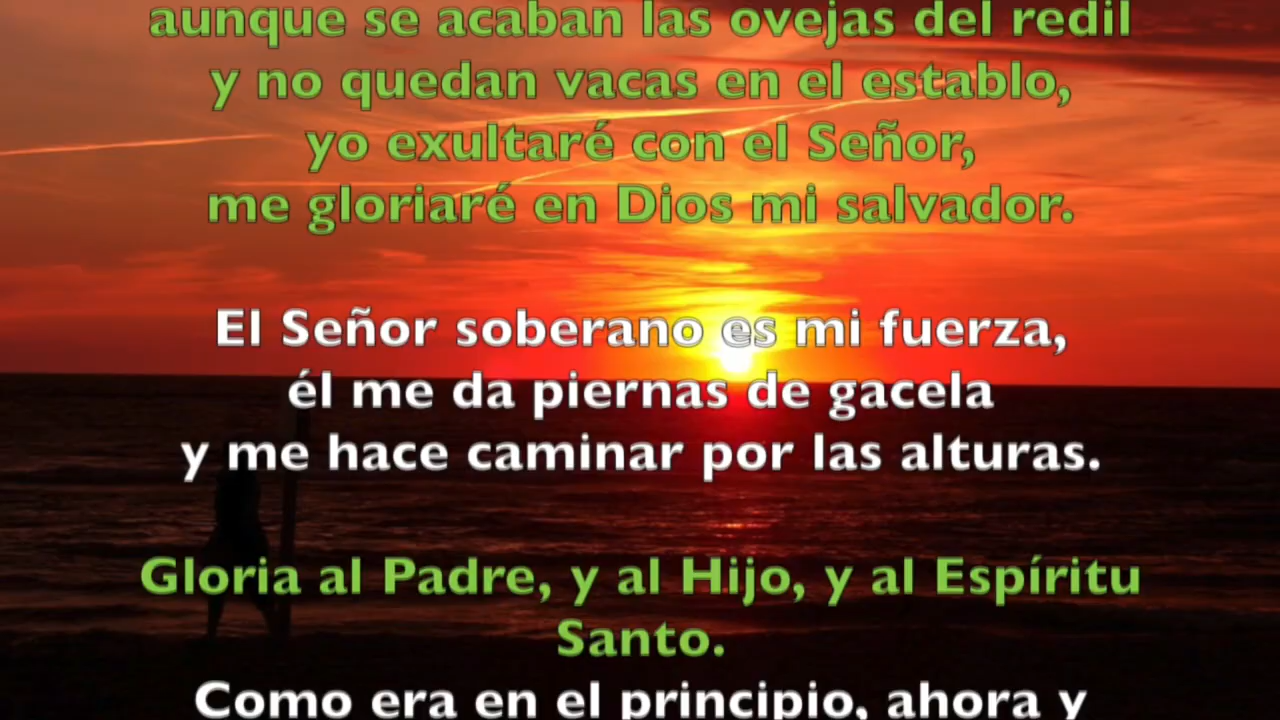 aunque se acaban las ovejas del redil
y no quedan vacas en el establo,
yo exultaré con el Señor,
me gloriaré en Dios mi salvador.
El Señor soberano es mi fuerza,
él me da piernas de gacela
y me hace caminar por las alturas.
Gloria al Padre, y al Hijo, y al Espíritu
Santo.
Como era en el principio, ahora y